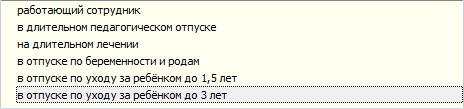 работающий сотрудник
в длительном педагогическом отпуске
на длительном лечении
в отпуске по беременности и родам
в отпуске по уходу за ребёнком до 1,5 лет
в отпуске по уходу за ребёнком до 3 лет